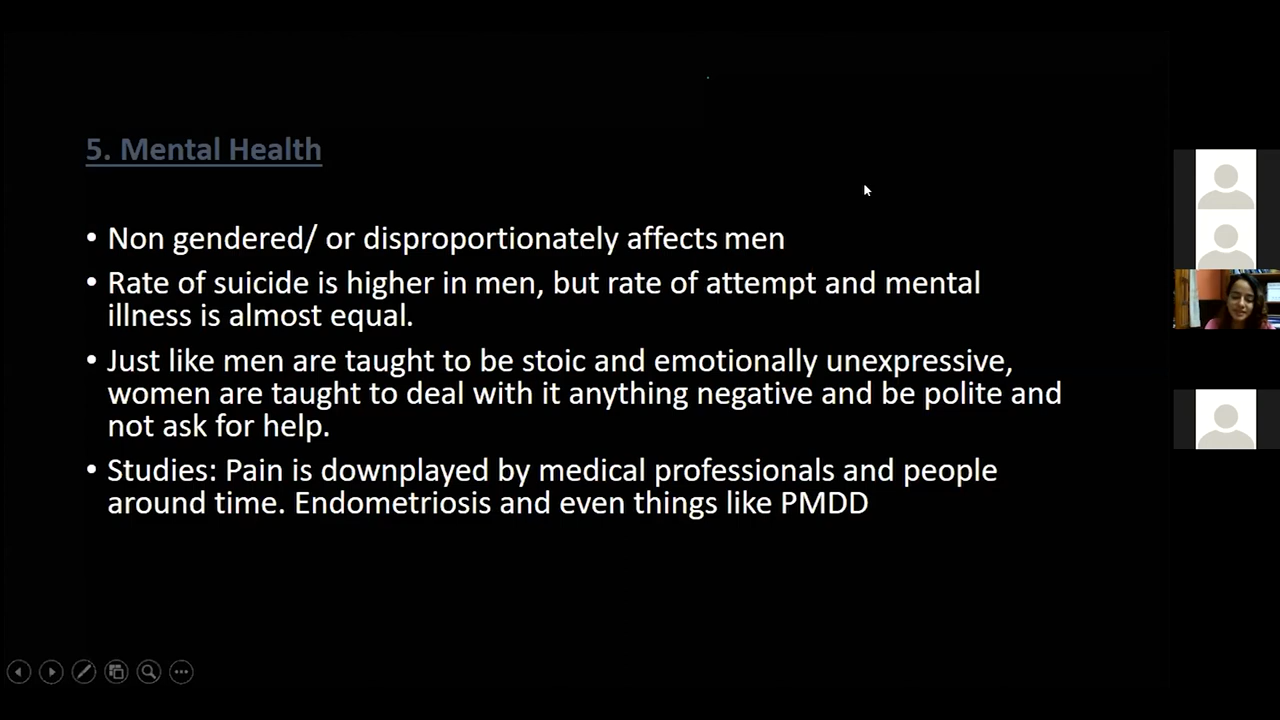 5. Mental Health
• Non gendered/ or disproportionately affects men
• Rate of suicide is higher in men, but rate of attempt and mental
illness is almost equal.
• Just like men are taught to be stoic and emotionally unexpressive,
women are taught to deal with it anything negative and be polite and
not ask for help.
• Studies: Pain is downplayed by medical professionals and people
around time. Endometriosis and even things like PMDD